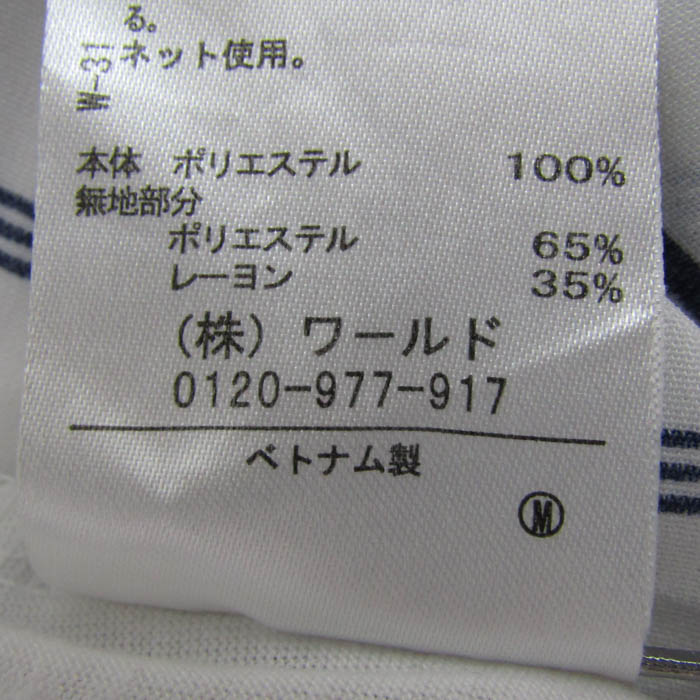 る。
ネット使用。
W-31
本体 ポリエステル 100%
無地部分
ポリエステル 65%
レーヨン 35%
(株) ワールド
0120-977-917
ベトナム製
M